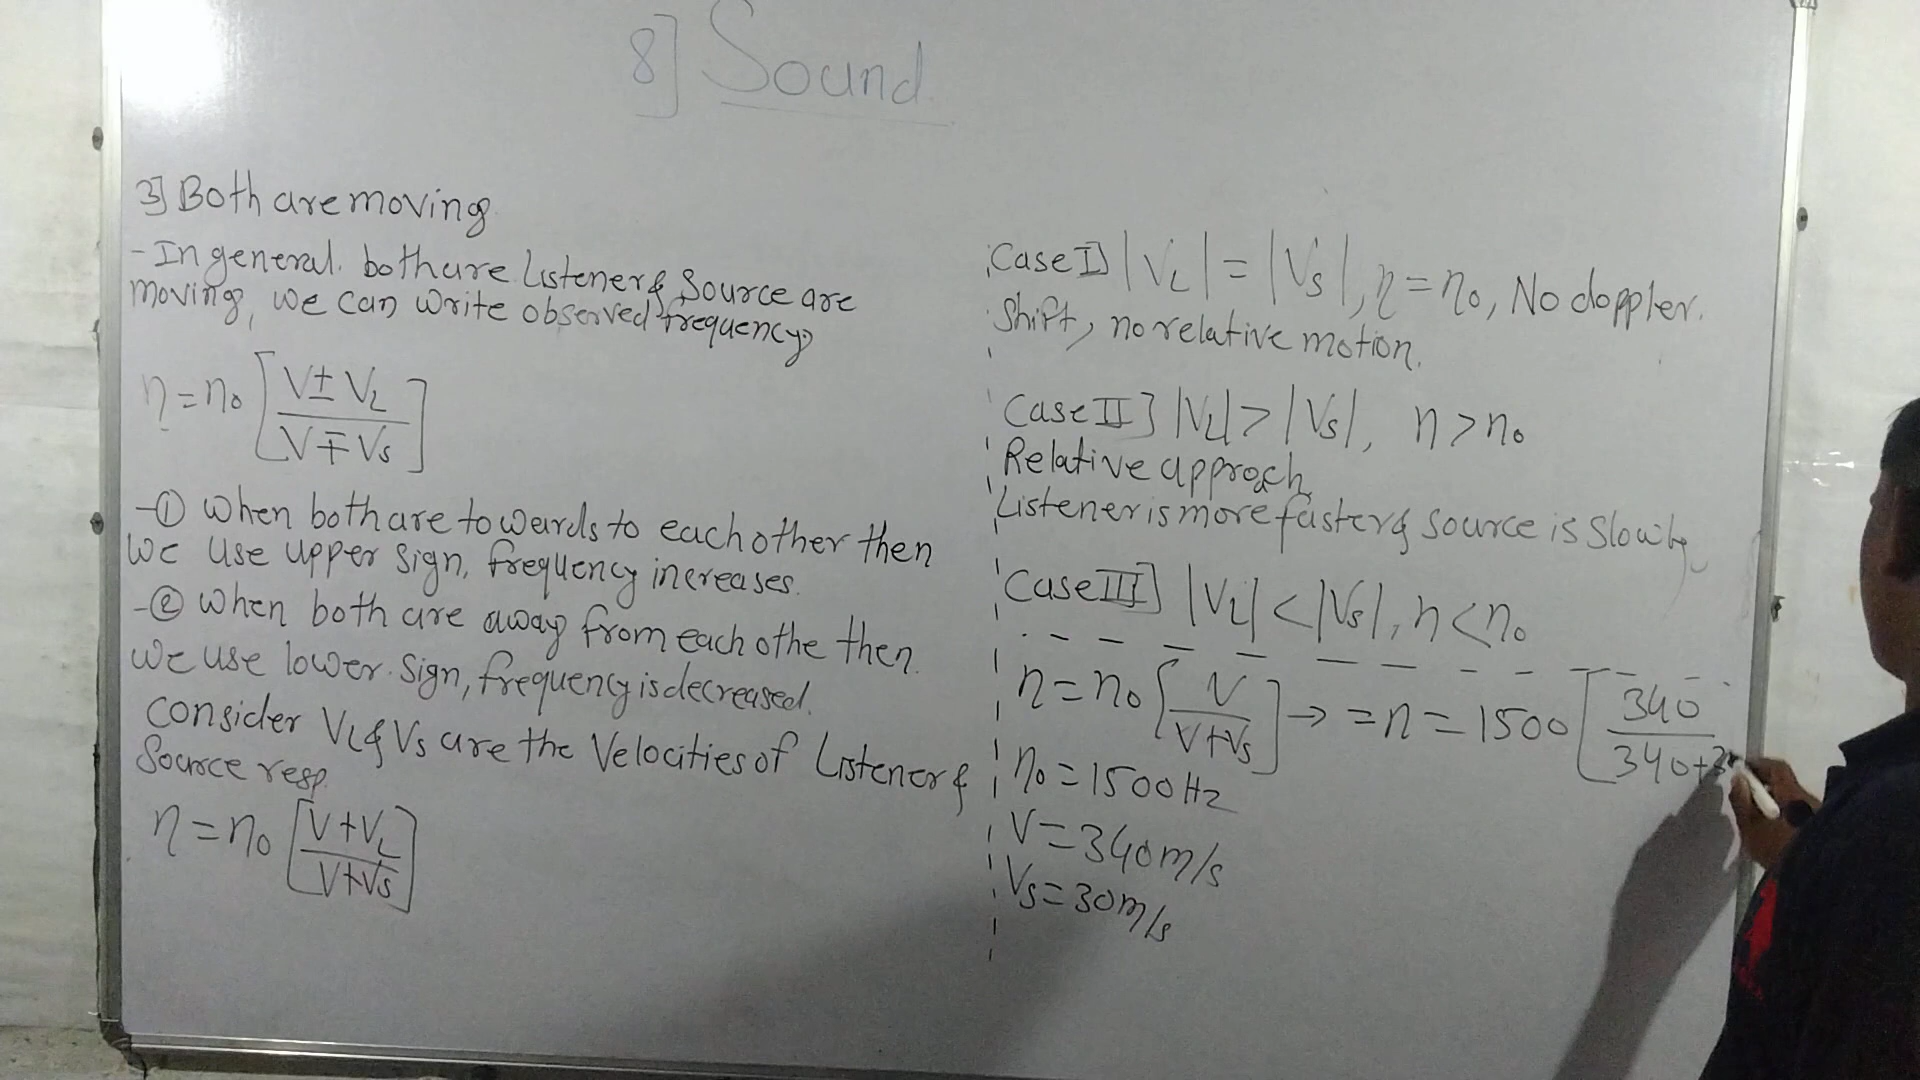 8] Sound
3] Both are moving
- In general. both are Listener & Source are
moving, we can write observed frequency
n = n₀ [V ± V_L / V ∓ V_S]
- ① When both are towards to each other then
we use upper sign, frequency increases.
- ② When both are away from each othe then.
we use lower sign, frequency is decreased.
consider V_L & V_S are the Velocities of Listener &
Source resp.
n = n₀ [V + V_L / V + V_S]
Case I] |V_L| = |V_S|, n = n₀, No doppler.
Shift, no relative motion.
Case II] |V_L| > |V_S|, n > n₀
Relative approch,
Listener is more faster & source is slowly
Case III] |V_L| < |V_S|, n < n₀
n = n₀ [V / V + V_S] → = n = 1500 [340 / 340 + 3
n₀ = 1500 Hz
V = 340 m/s
V_S = 30 m/s